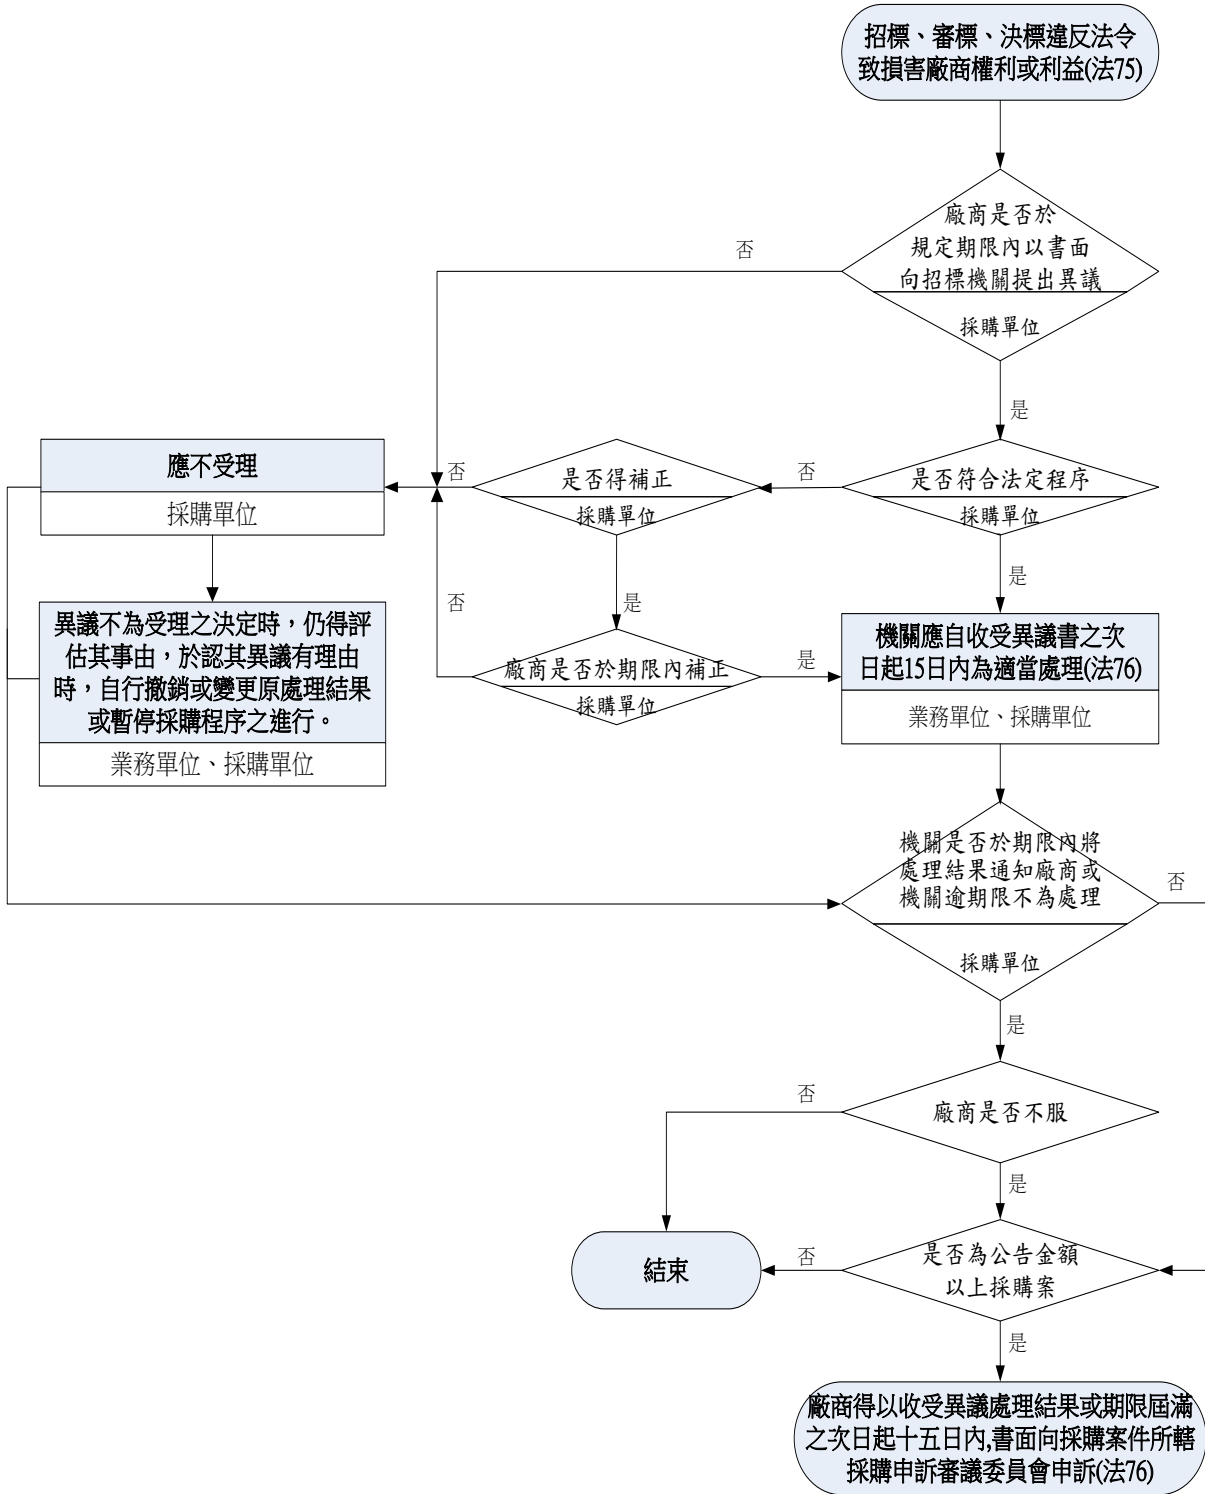 招標、審標、決標違反法令
致損害廠商權利或利益(法75)
廠商是否於
規定期限內以書面
向招標機關提出異議
採購單位
否
是
是否符合法定程序
採購單位
否
是否得補正
採購單位
否
應不受理
採購單位
是
是
異議不為受理之決定時，仍得評
估其事由，於認其異議有理由
時，自行撤銷或變更原處理結果
或暫停採購程序之進行。
業務單位、採購單位
否
廠商是否於期限內補正
採購單位
是
機關應自收受異議書之次
日起15日內為適當處理(法76)
業務單位、採購單位
機關是否於期限內將
處理結果通知廠商或
機關逾期限不為處理
採購單位
否
是
廠商是否不服
否
是
是否為公告金額
以上採購案
否
結束
是
廠商得以收受異議處理結果或期限屆滿
之次日起十五日內,書面向採購案件所轄
採購申訴審議委員會申訴(法76)